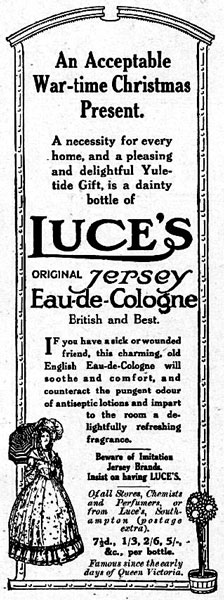 An Acceptable
War-time Christmas
Present.
A necessity for every
home, and a pleasing
and delightful Yule-
tide Gift, is a dainty
bottle of
LUCE'S
ORIGINAL Jersey
Eau-de-Cologne
British and Best.
IF you have a sick or wounded
friend, this charming, old
English Eau-de-Cologne will
soothe and comfort, and
counteract the pungent odour
of antiseptic lotions and impart
to the room a de-
lightfully refreshing
fragrance.
Beware of Imitation
Jersey Brands.
Insist on having LUCE'S.
Of all Stores, Chemists
and Perfumers, or
from Luce's, South-
ampton (postage
extra).
7½d., 1/3, 2/6, 5/-,
&c., per bottle.
Famous since the early
days of Queen Victoria.